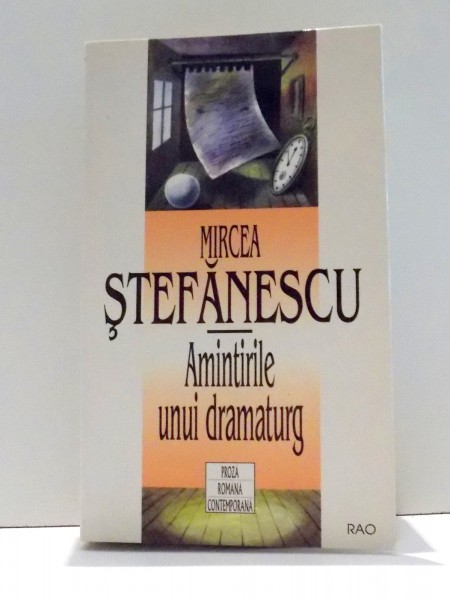 MIRCEA
ŞTEFĂNESCU
Amintirile
unui dramaturg
PROZA
ROMANA
CONTEMPORANA
RAO